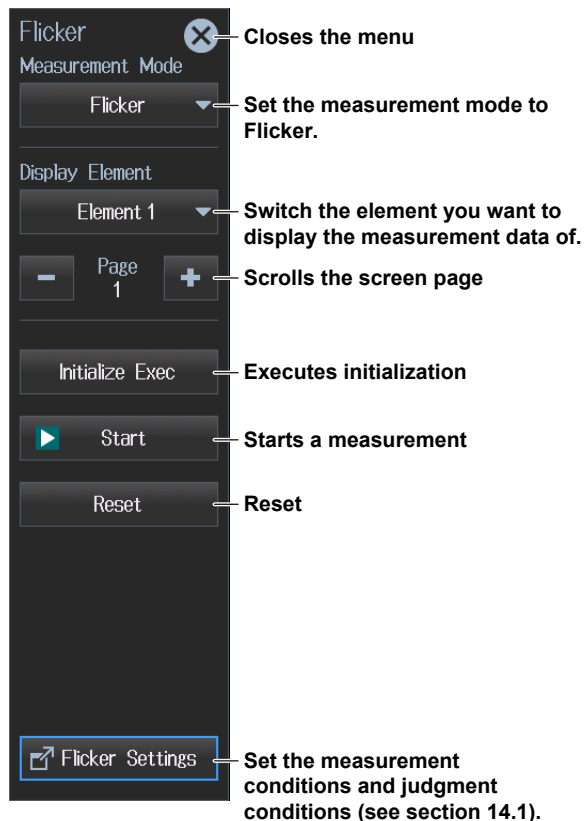 Flicker
Closes the menu
Measurement Mode
Flicker
Set the measurement mode to
Flicker.
Display Element
Element 1
Switch the element you want to
display the measurement data of.
Page
1
Scrolls the screen page
Initialize Exec
Executes initialization
Start
Starts a measurement
Reset
Reset
Flicker Settings
Set the measurement
conditions and judgment
conditions (see section 14.1).